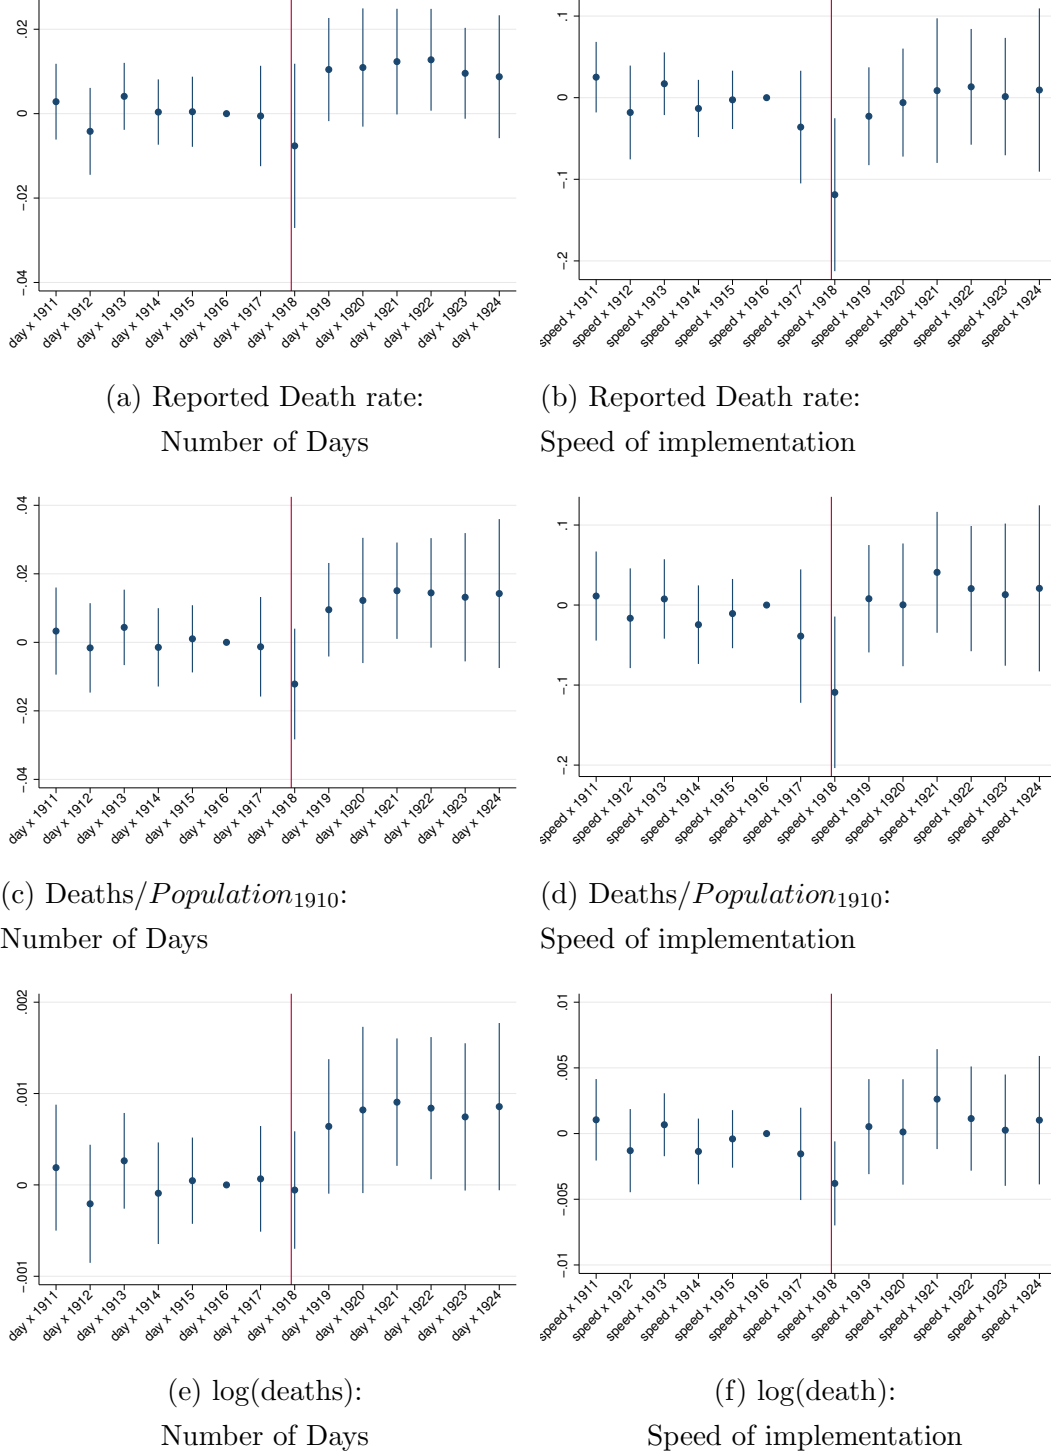 .02
0
-.02
-.04
day x 1911
day x 1912
day x 1913
day x 1914
day x 1915
day x 1916
day x 1917
day x 1918
day x 1919
day x 1920
day x 1921
day x 1922
day x 1923
day x 1924
.1
0
-.1
-.2
speed x 1911
speed x 1912
speed x 1913
speed x 1914
speed x 1915
speed x 1916
speed x 1917
speed x 1918
speed x 1919
speed x 1920
speed x 1921
speed x 1922
speed x 1923
speed x 1924
(a) Reported Death rate:
Number of Days
(b) Reported Death rate:
Speed of implementation
.04
.02
0
-.02
-.04
day x 1911
day x 1912
day x 1913
day x 1914
day x 1915
day x 1916
day x 1917
day x 1918
day x 1919
day x 1920
day x 1921
day x 1922
day x 1923
day x 1924
.1
0
-.1
-.2
speed x 1911
speed x 1912
speed x 1913
speed x 1914
speed x 1915
speed x 1916
speed x 1917
speed x 1918
speed x 1919
speed x 1920
speed x 1921
speed x 1922
speed x 1923
speed x 1924
(c) Deaths/Population1910:
Number of Days
(d) Deaths/Population1910:
Speed of implementation
.002
.001
0
-.001
day x 1911
day x 1912
day x 1913
day x 1914
day x 1915
day x 1916
day x 1917
day x 1918
day x 1919
day x 1920
day x 1921
day x 1922
day x 1923
day x 1924
.01
.005
0
-.005
-.01
speed x 1911
speed x 1912
speed x 1913
speed x 1914
speed x 1915
speed x 1916
speed x 1917
speed x 1918
speed x 1919
speed x 1920
speed x 1921
speed x 1922
speed x 1923
speed x 1924
(e) log(deaths):
Number of Days
(f) log(death):
Speed of implementation